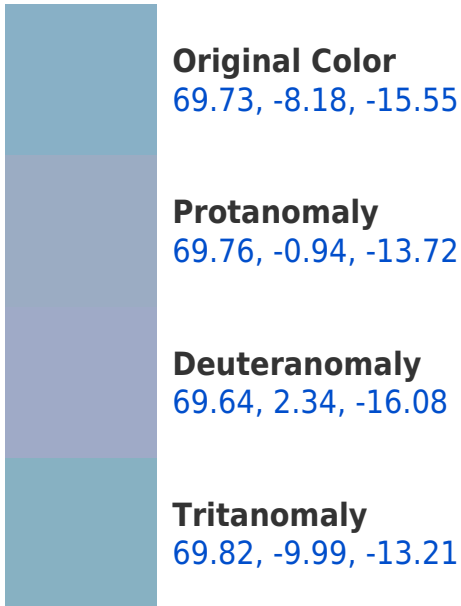 Original Color
69.73, -8.18, -15.55
Protanomaly
69.76, -0.94, -13.72
Deuteranomaly
69.64, 2.34, -16.08
Tritanomaly
69.82, -9.99, -13.21